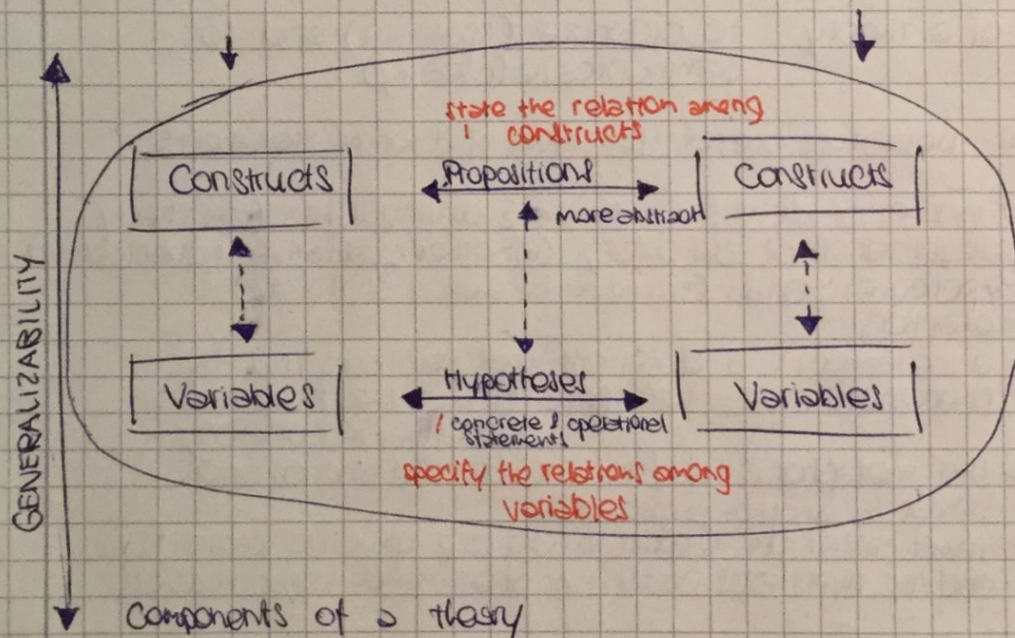 state the relation among
constructs
Constructs
Propositions
Constructs
more abstract
GENERALIZABILITY
Variables
Hypotheses
Variables
concrete & operational
statements
specify the relations among
variables
Components of a theory